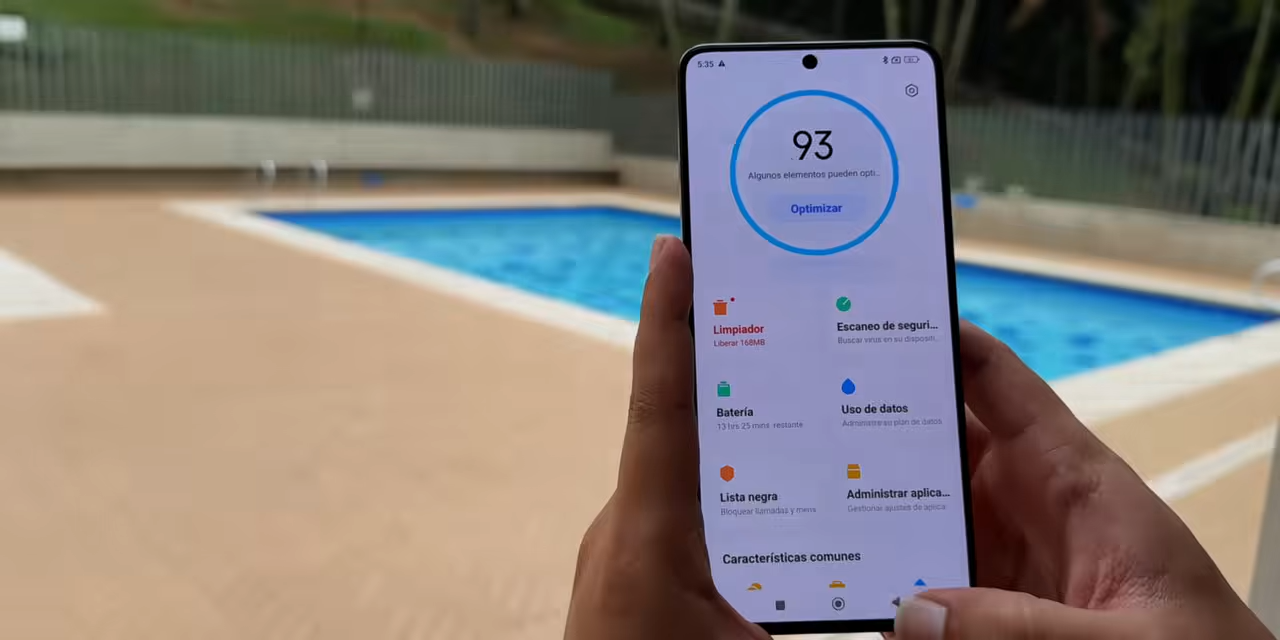 5:35
93
Algunos elementos pueden opti..
Optimizar
Limpiador
Liberar 168MB
Escaneo de seguri...
Buscar virus en su dispositi..
Batería
13 hrs 25 mins restante
Uso de datos
Administre su plan de datos
Lista negra
Bloquear llamadas y mens
Administrar aplica...
Gestionar ajustes de aplica
Características comunes